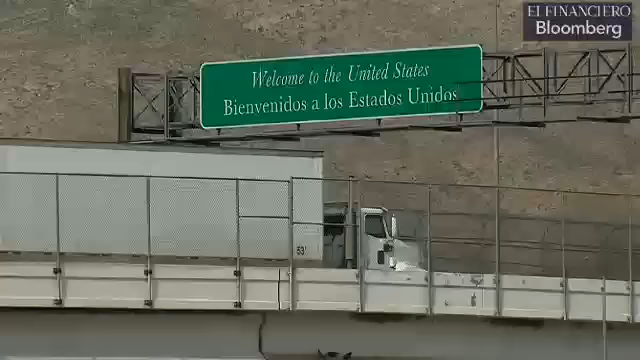 EL FINANCIERO
Bloomberg
Welcome to the United States
Bienvenidos a los Estados Unidos
53'